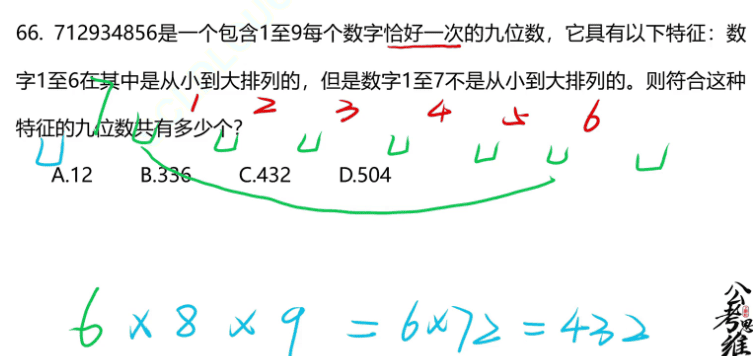 66. 712934856是一个包含1至9每个数字恰好一次的九位数，它具有以下特征：数
字1至6在其中是从小到大排列的，但是数字1至7不是从小到大排列的。则符合这种
7 1 2 3 4 5 6
特征的九位数共有多少个？
A.12 B.336 C.432 D.504
6 × 8 × 9 = 6×72 = 432
公考思维